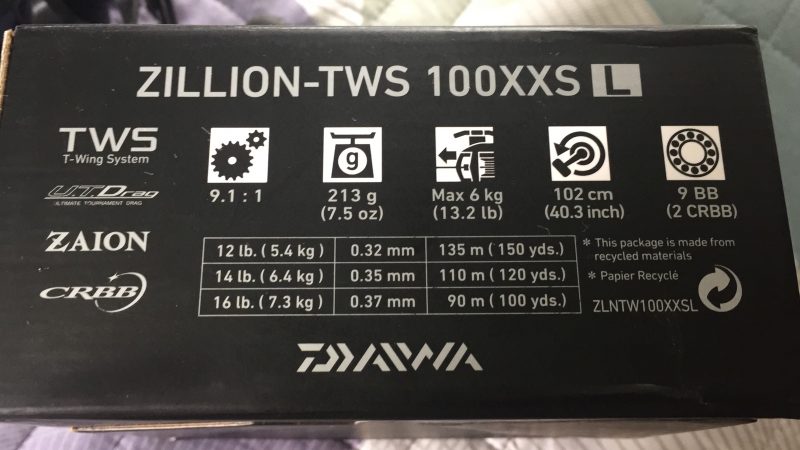 ZILLION-TWS 100XXS L
TWS
T-Wing System
U.T.Drag
ULTIMATE TOURNAMENT DRAG
ZAION
CRBB
g
9.1 : 1
213 g
(7.5 oz)
Max 6 kg
(13.2 lb)
102 cm
(40.3 inch)
9 BB
(2 CRBB)
12 lb. ( 5.4 kg ) 0.32 mm 135 m ( 150 yds. )
14 lb. ( 6.4 kg ) 0.35 mm 110 m ( 120 yds. )
16 lb. ( 7.3 kg ) 0.37 mm 90 m ( 100 yds. )
* This package is made from
recycled materials
* Papier Recyclé
ZLNTW100XXSL
DAIWA